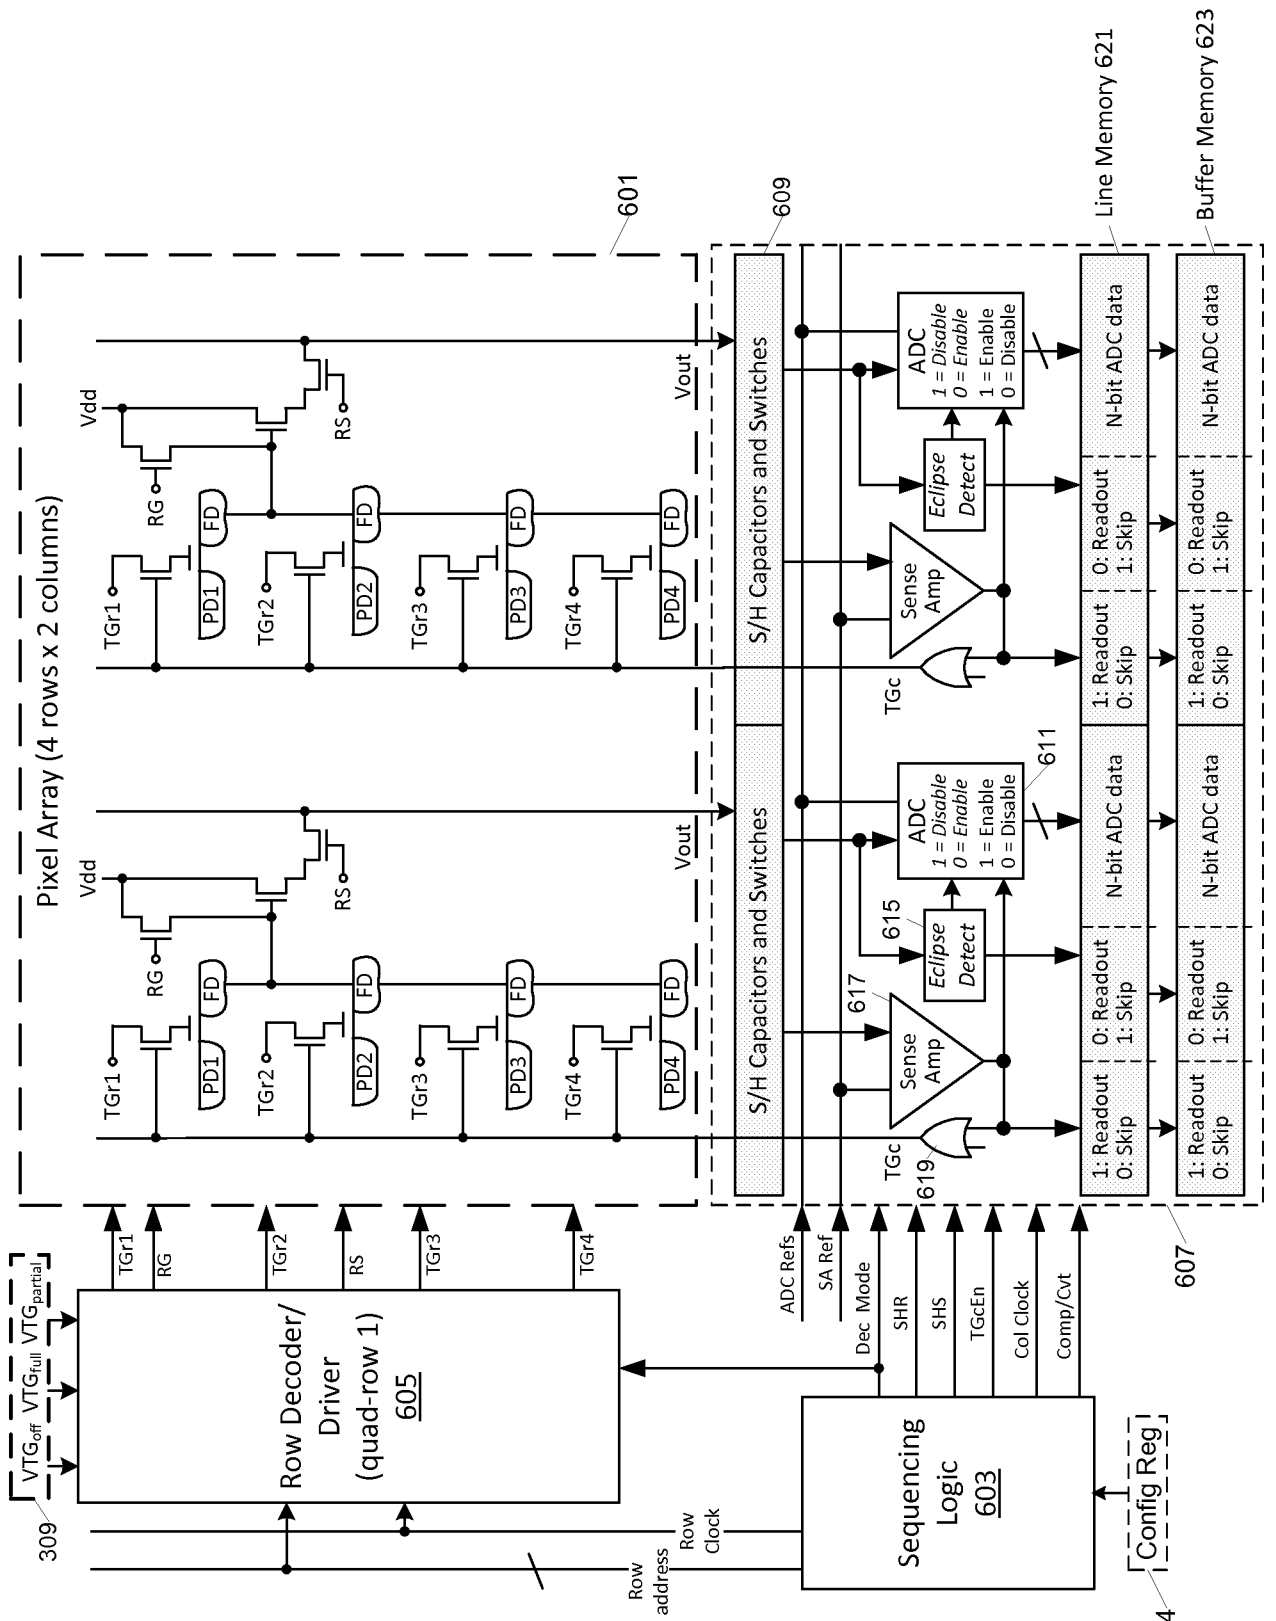 Pixel Array (4 rows x 2 columns)
601
VTGoff VTGfull VTGpartial
309
Row Decoder/
Driver
(quad-row 1)
605
TGr1
RG
TGr2
RS
TGr3
TGr4
Row
address
Row
Clock
TGr1
TGr2
TGr3
TGr4
PD1
FD
PD2
FD
PD3
FD
PD4
FD
RG
Vdd
RS
Vout
TGr1
TGr2
TGr3
TGr4
PD1
FD
PD2
FD
PD3
FD
PD4
FD
RG
Vdd
RS
Vout
Sequencing
Logic
603
Config Reg
4
ADC Refs
SA Ref
Dec Mode
SHR
SHS
TGcEn
Col Clock
Comp/Cvt
607
609
S/H Capacitors and Switches
S/H Capacitors and Switches
TGc
619
Sense
Amp
617
Eclipse
Detect
615
ADC
1 = Disable
0 = Enable
1 = Enable
0 = Disable
611
TGc
Sense
Amp
Eclipse
Detect
ADC
1 = Disable
0 = Enable
1 = Enable
0 = Disable
Line Memory 621
1: Readout
0: Skip
0: Readout
1: Skip
N-bit ADC data
1: Readout
0: Skip
0: Readout
1: Skip
N-bit ADC data
Buffer Memory 623
1: Readout
0: Skip
0: Readout
1: Skip
N-bit ADC data
1: Readout
0: Skip
0: Readout
1: Skip
N-bit ADC data